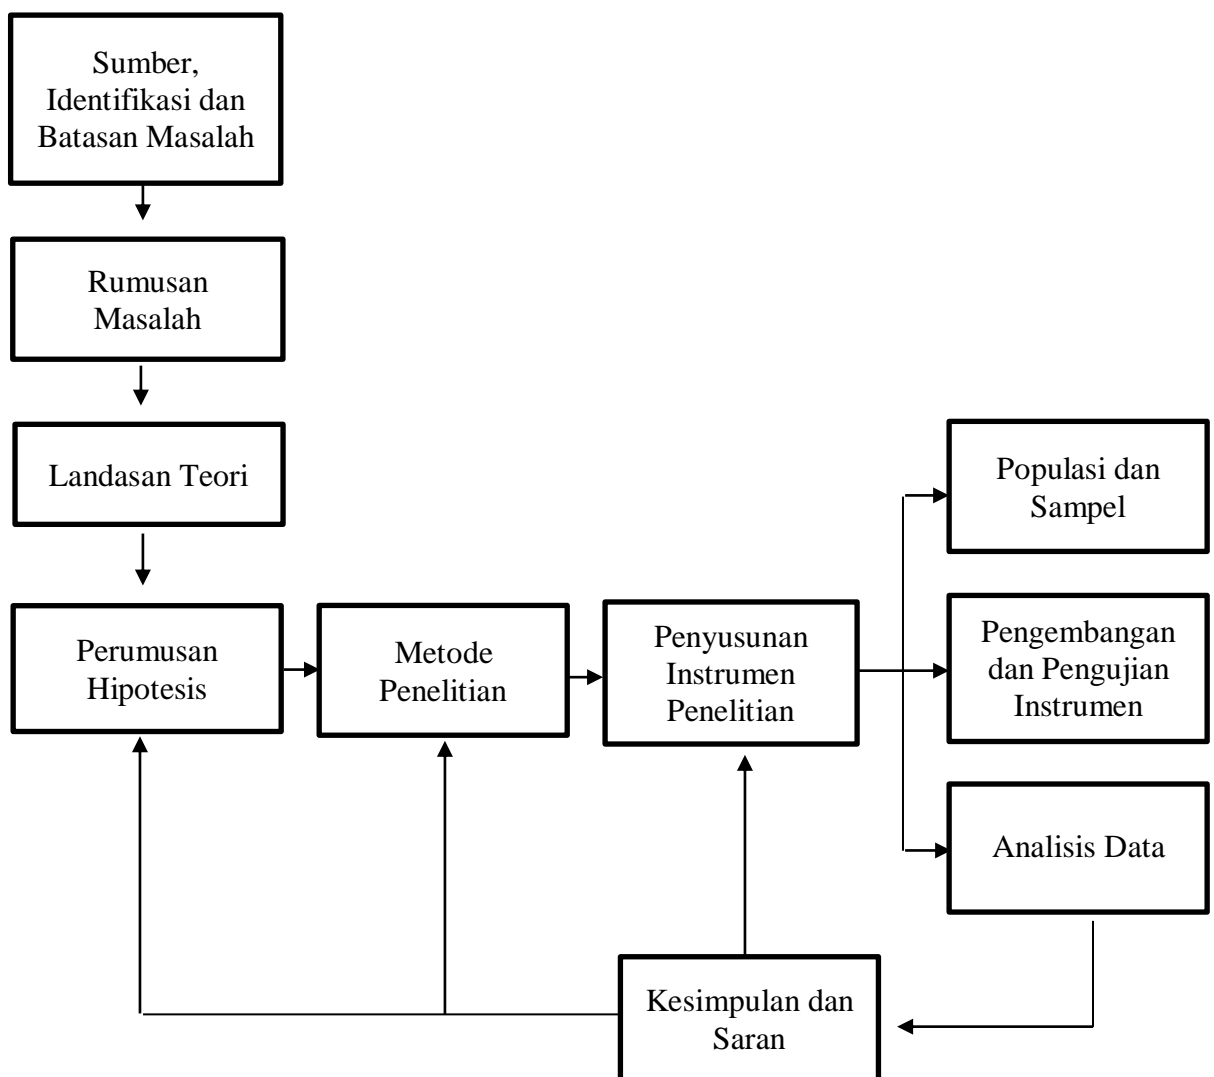 Sumber,
Identifikasi dan
Batasan Masalah
Rumusan
Masalah
Landasan Teori
Perumusan
Hipotesis
Metode
Penelitian
Penyusunan
Instrumen
Penelitian
Populasi dan
Sampel
Pengembangan
dan Pengujian
Instrumen
Analisis Data
Kesimpulan dan
Saran